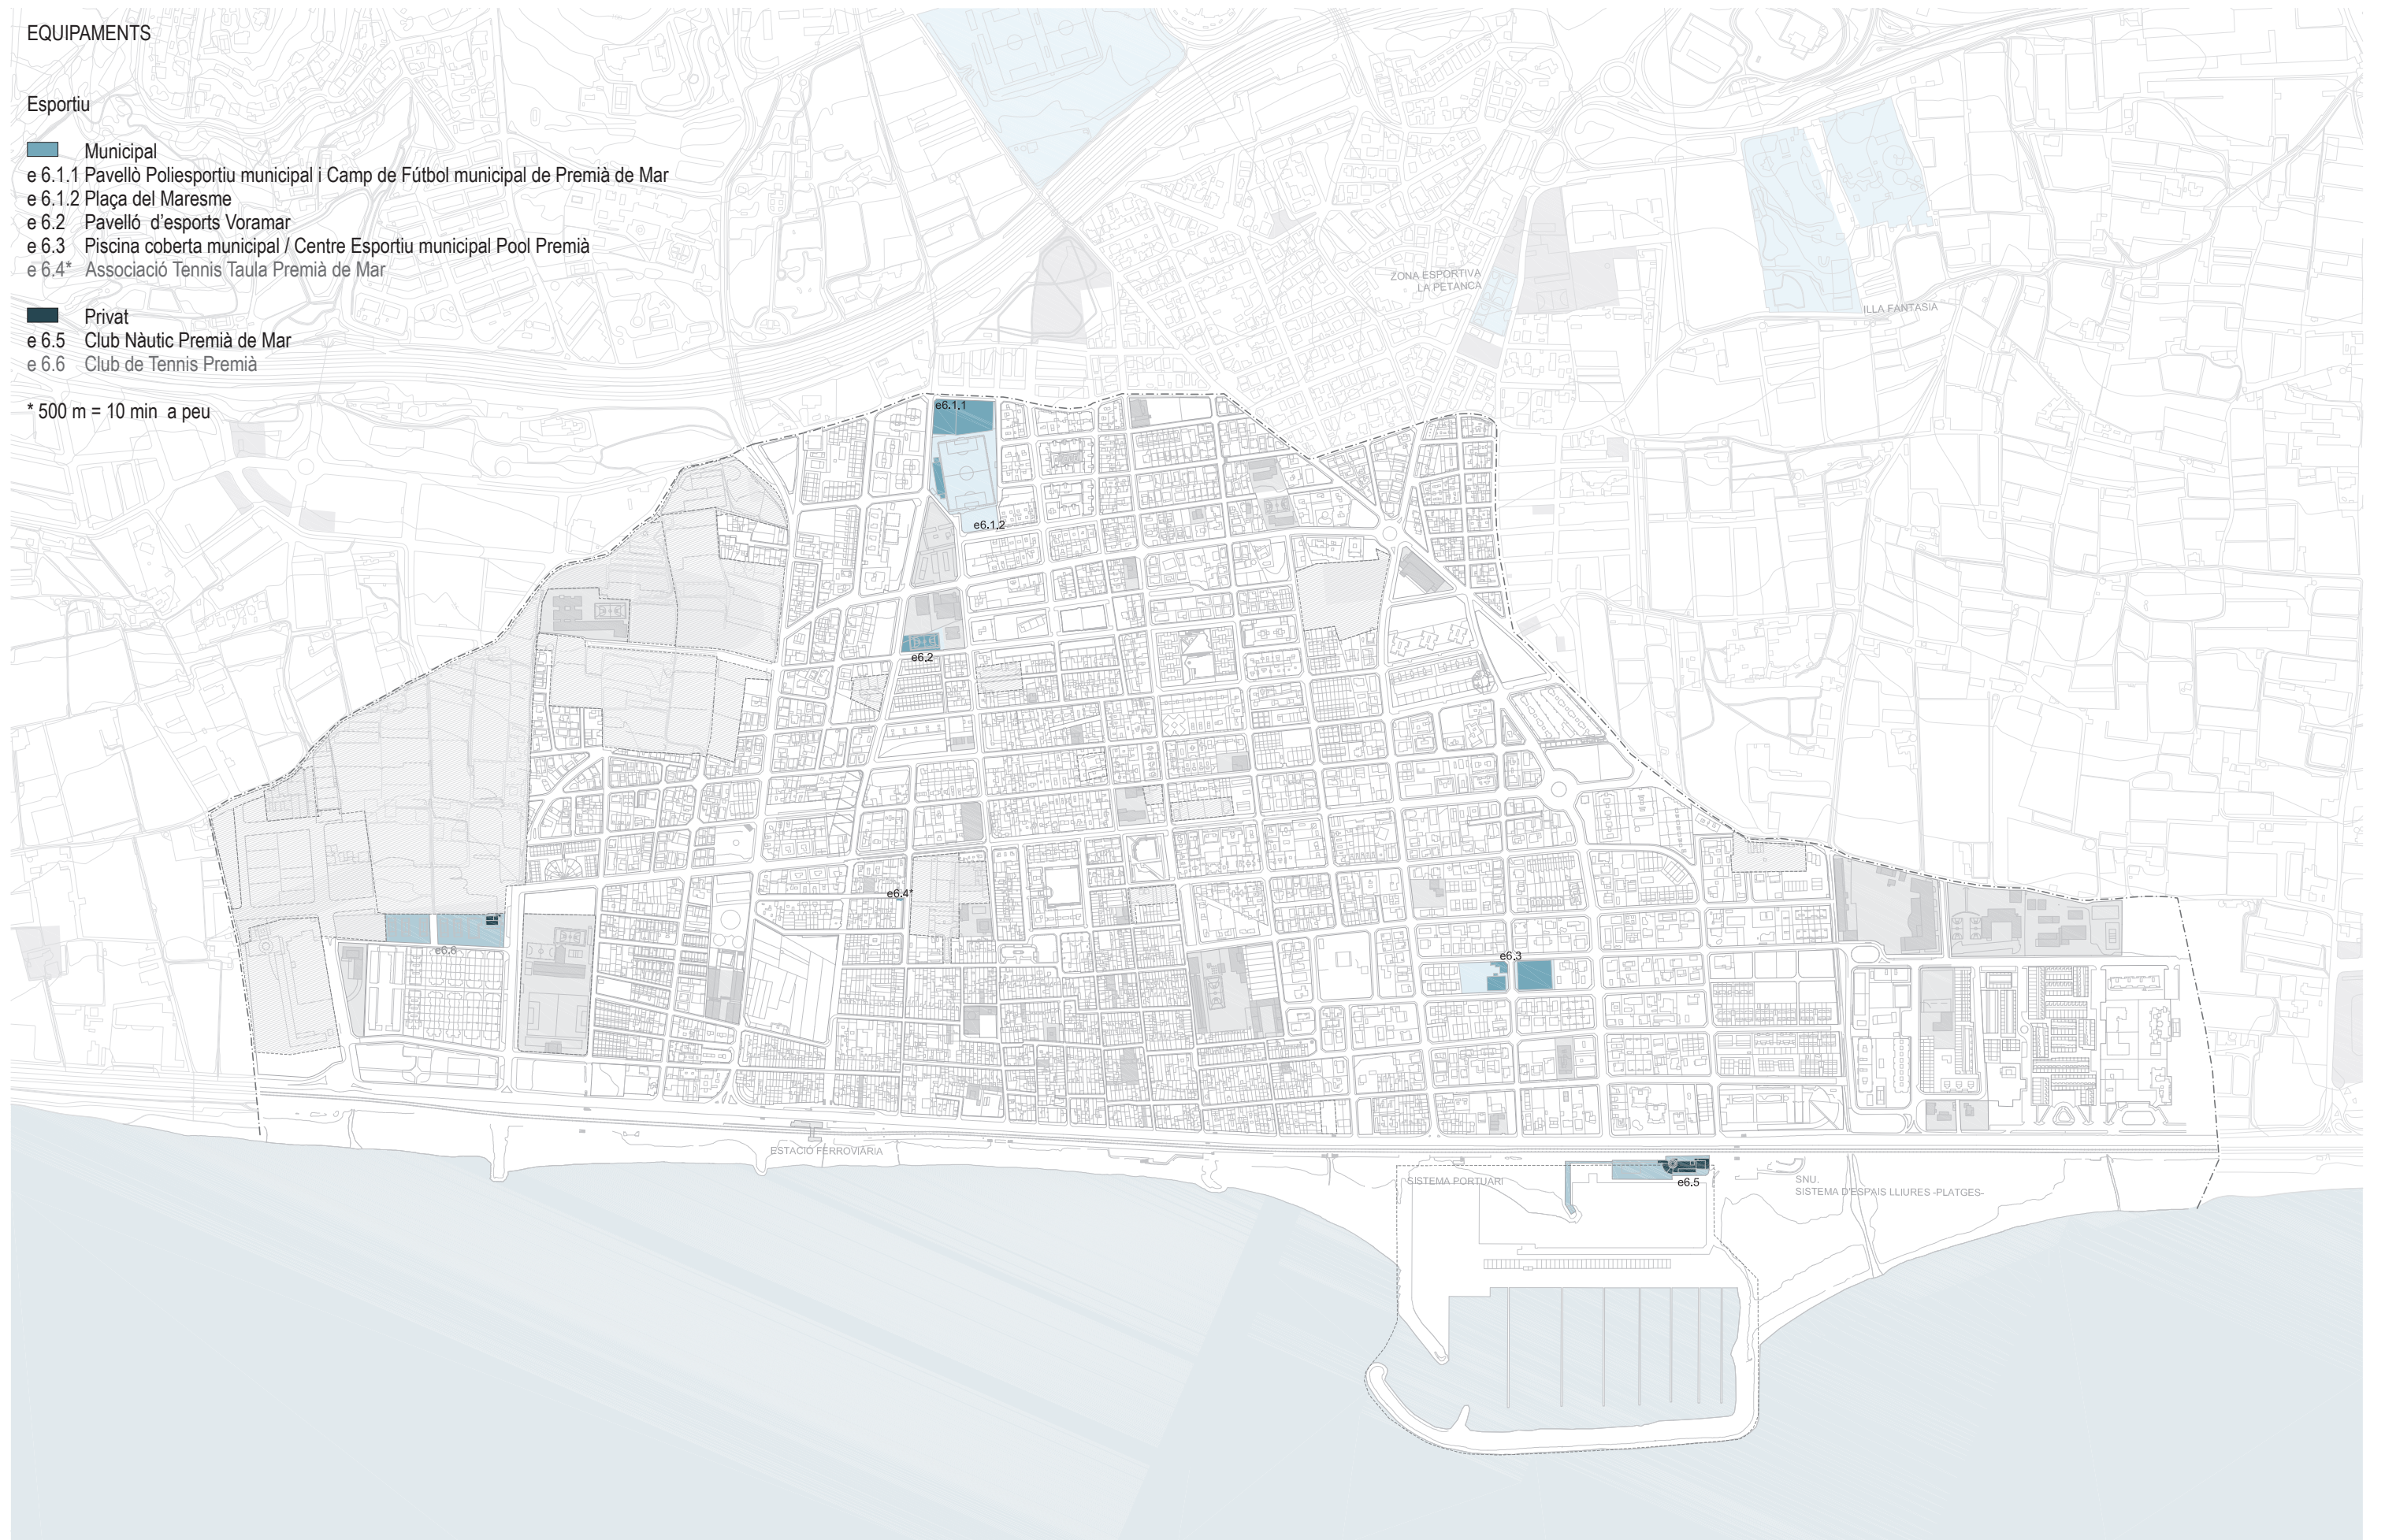 EQUIPAMENTS
Esportiu
Municipal
e 6.1.1 Pavellò Poliesportiu municipal i Camp de Fútbol municipal de Premià de Mar
e 6.1.2 Plaça del Maresme
e 6.2 Pavelló d'esports Voramar
e 6.3 Piscina coberta municipal / Centre Esportiu municipal Pool Premià
e 6.4* Associació Tennis Taula Premià de Mar
Privat
e 6.5 Club Nàutic Premià de Mar
e 6.6 Club de Tennis Premià
* 500 m = 10 min a peu
ZONA ESPORTIVA
LA PETANCA
ILLA FANTASIA
e6.1.1
e6.1.2
e6.2
e6.4*
e6.6
e6.3
ESTACIÓ FERROVIÀRIA
SISTEMA PORTUARI
e6.5
SNU.
SISTEMA D'ESPAIS LLIURES -PLATGES-